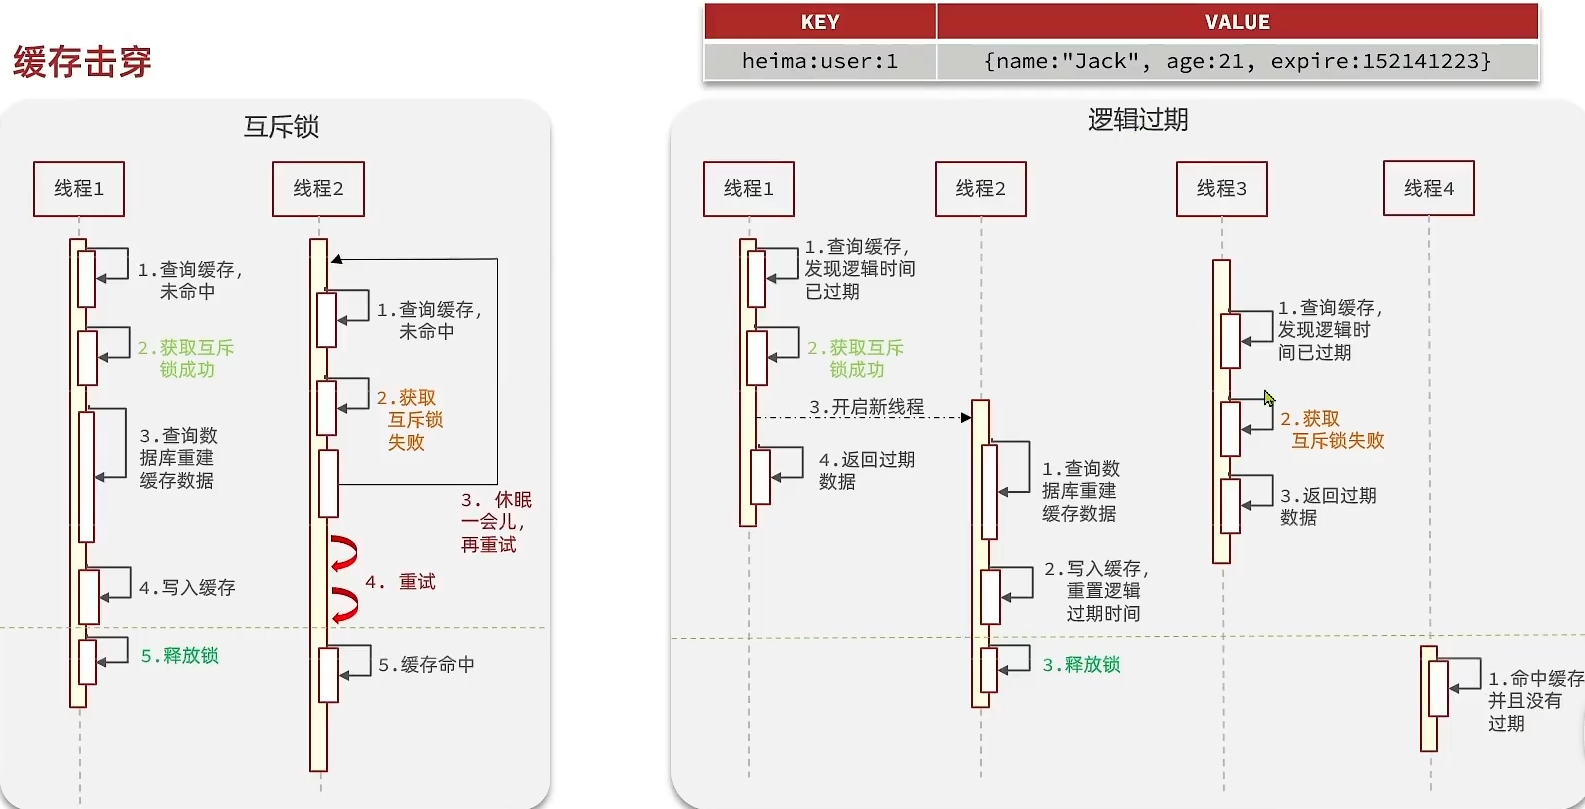 KEY
VALUE
heima:user:1
{name:"Jack", age:21, expire:152141223}
缓存击穿
互斥锁
线程1
线程2
1.查询缓存,
未命中
2.获取互斥
锁成功
3.查询数
据库重建
缓存数据
4.写入缓存
5.释放锁
1.查询缓存,
未命中
2.获取
互斥锁
失败
3. 休眠
一会儿,
再重试
4. 重试
5.缓存命中
逻辑过期
线程1
线程2
线程3
线程4
1.查询缓存,
发现逻辑时间
已过期
2.获取互斥
锁成功
3.开启新线程
4.返回过期
数据
1.查询数
据库重建
缓存数据
2.写入缓存,
重置逻辑
过期时间
3.释放锁
1.查询缓存,
发现逻辑时
间已过期
2.获取
互斥锁失败
3.返回过期
数据
1.命中缓存
并且没有
过期